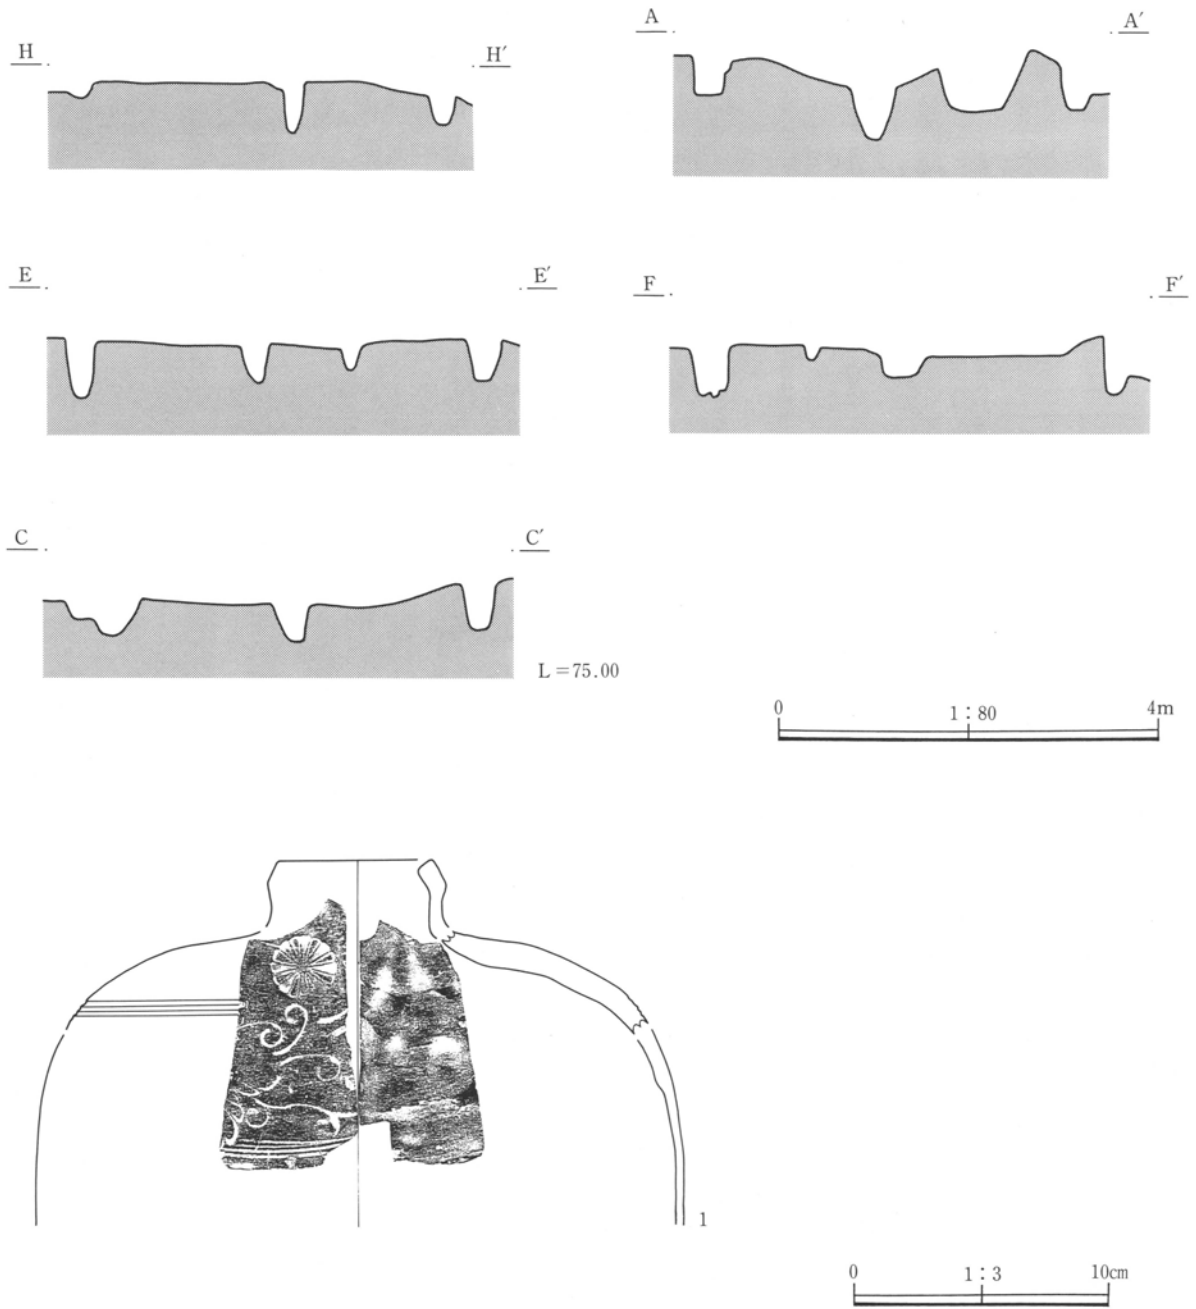 H H′
A A′
E E′
F F′
C C′
L = 75.00
0 1 : 80 4m
1
0 1 : 3 10cm